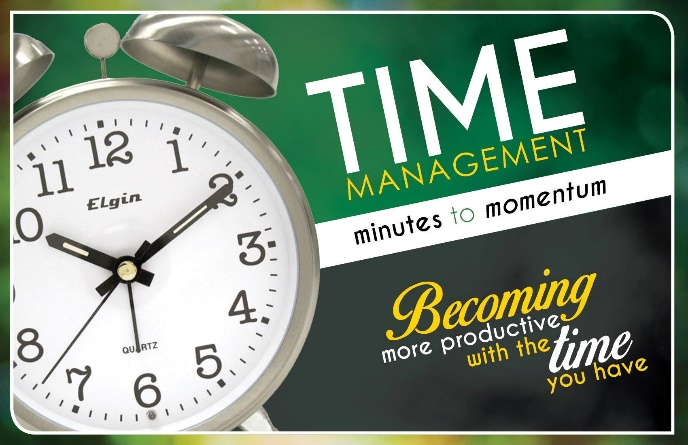 TIME
MANAGEMENT
minutes to momentum
Becoming
more productive
with the time
you have
12
1
2
3
4
5
6
7
8
10
11
Elgin
QUARTZ